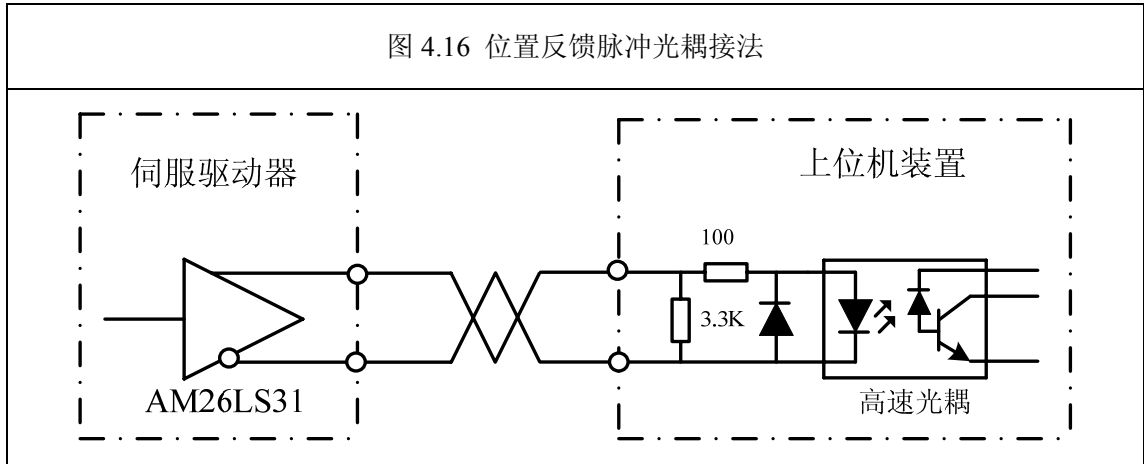 图 4.16 位置反馈脉冲光耦接法
伺服驱动器
上位机装置
100
3.3K
AM26LS31
高速光耦